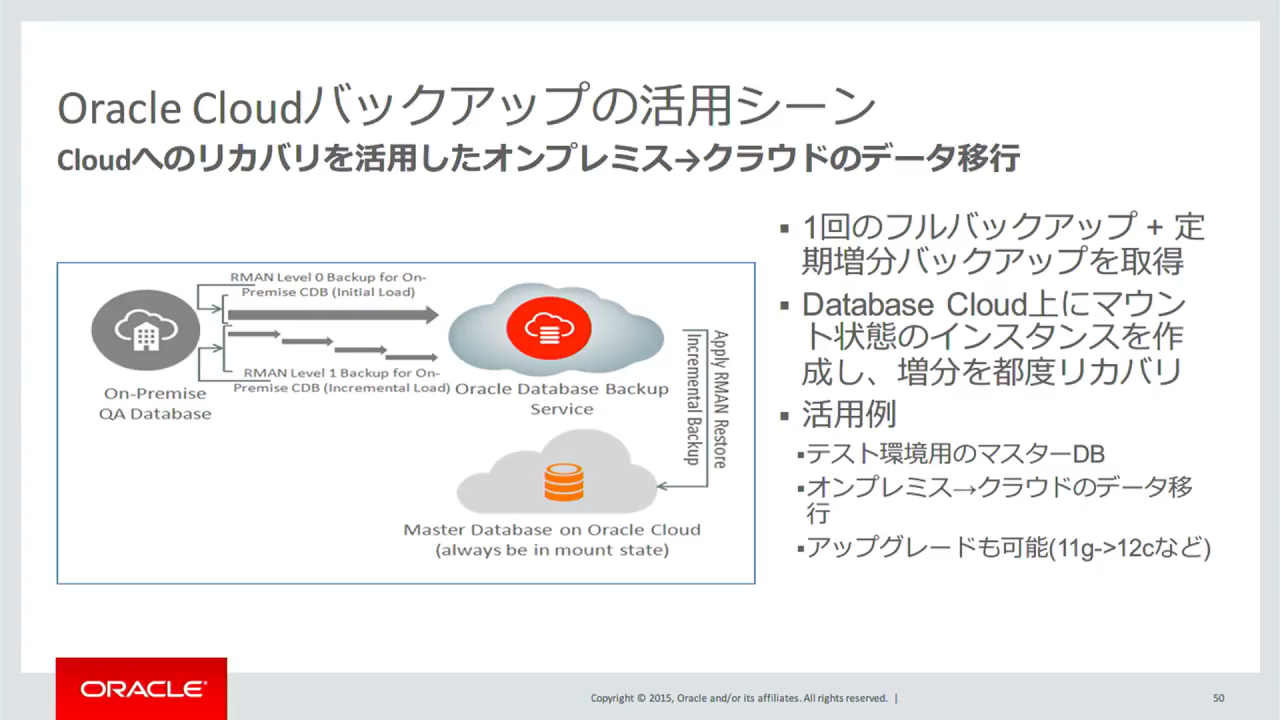 Oracle Cloudバックアップの活用シーン
Cloudへのリカバリを活用したオンプレミス→クラウドのデータ移行
RMAN Level 0 Backup for On-
Premise CDB (Initial Load)
RMAN Level 1 Backup for On-
Premise CDB (Incremental Load)
On-Premise
QA Database
Oracle Database Backup
Service
Apply RMAN Restore
Incremental Backup
Master Database on Oracle Cloud
(always be in mount state)
▪ 1回のフルバックアップ + 定
期増分バックアップを取得
▪ Database Cloud上にマウン
ト状態のインスタンスを作
成し、増分を都度リカバリ
▪ 活用例
▪テスト環境用のマスターDB
▪オンプレミス→クラウドのデータ移
行
▪アップグレードも可能(11g->12cなど)
ORACLE®
Copyright © 2015, Oracle and/or its affiliates. All rights reserved. |
50